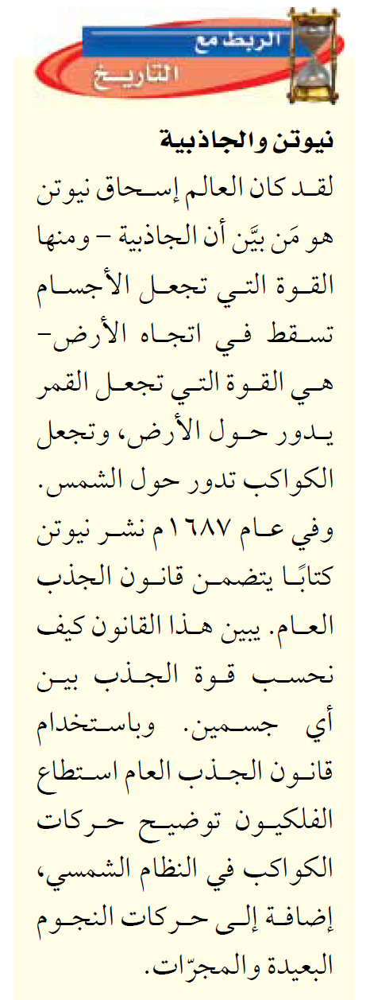 الربط مع
التاريخ
نيوتن والجاذبية
لقد كان العالم إسحاق نيوتن
هو مَن بيَّن أن الجاذبية – ومنها
القوة التي تجعل الأجسام
تسقط في اتجاه الأرض–
هي القوة التي تجعل القمر
يدور حول الأرض، وتجعل
الكواكب تدور حول الشمس.
وفي عام ١٦٨٧م نشر نيوتن
كتابًا يتضمن قانون الجذب
العام. يبين هذا القانون كيف
نحسب قوة الجذب بين
أي جسمين. وباستخدام
قانون الجذب العام استطاع
الفلكيون توضيح حركات
الكواكب في النظام الشمسي،
إضافة إلى حركات النجوم
البعيدة والمجرّات.